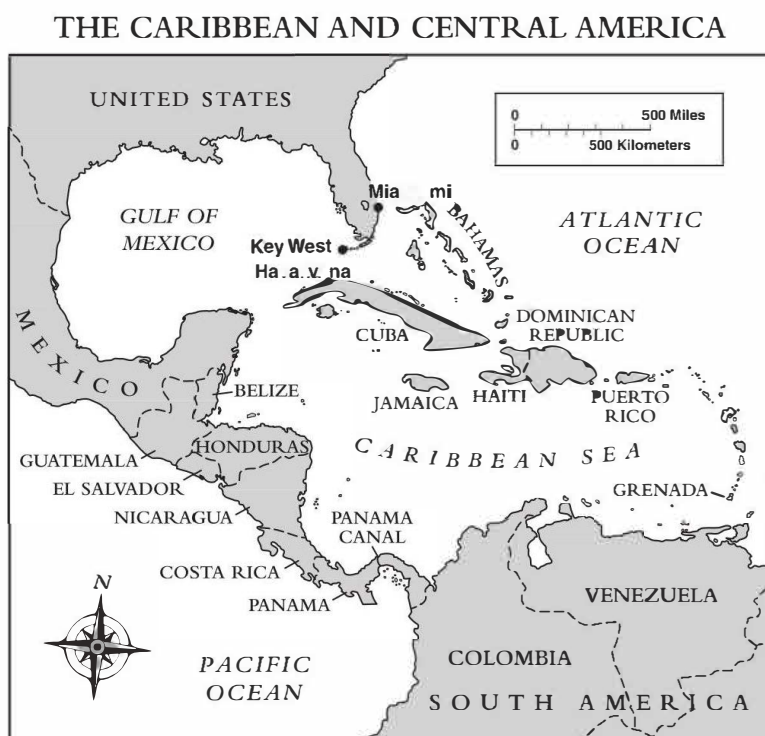 THE CARIBBEAN AND CENTRAL AMERICA
UNITED STATES
0 500 Miles
0 500 Kilometers
Mia mi
GULF OF
MEXICO
BAHAMAS
ATLANTIC
OCEAN
Key West
Ha.a.v.na
DOMINICAN
REPUBLIC
CUBA
MEXICO
BELIZE
JAMAICA
HAITI
PUERTO
RICO
HONDURAS
CARIBBEAN SEA
GUATEMALA
EL SALVADOR
GRENADA
NICARAGUA
PANAMA
CANAL
COSTA RICA
N
PANAMA
VENEZUELA
PACIFIC
OCEAN
COLOMBIA
SOUTH AMERICA